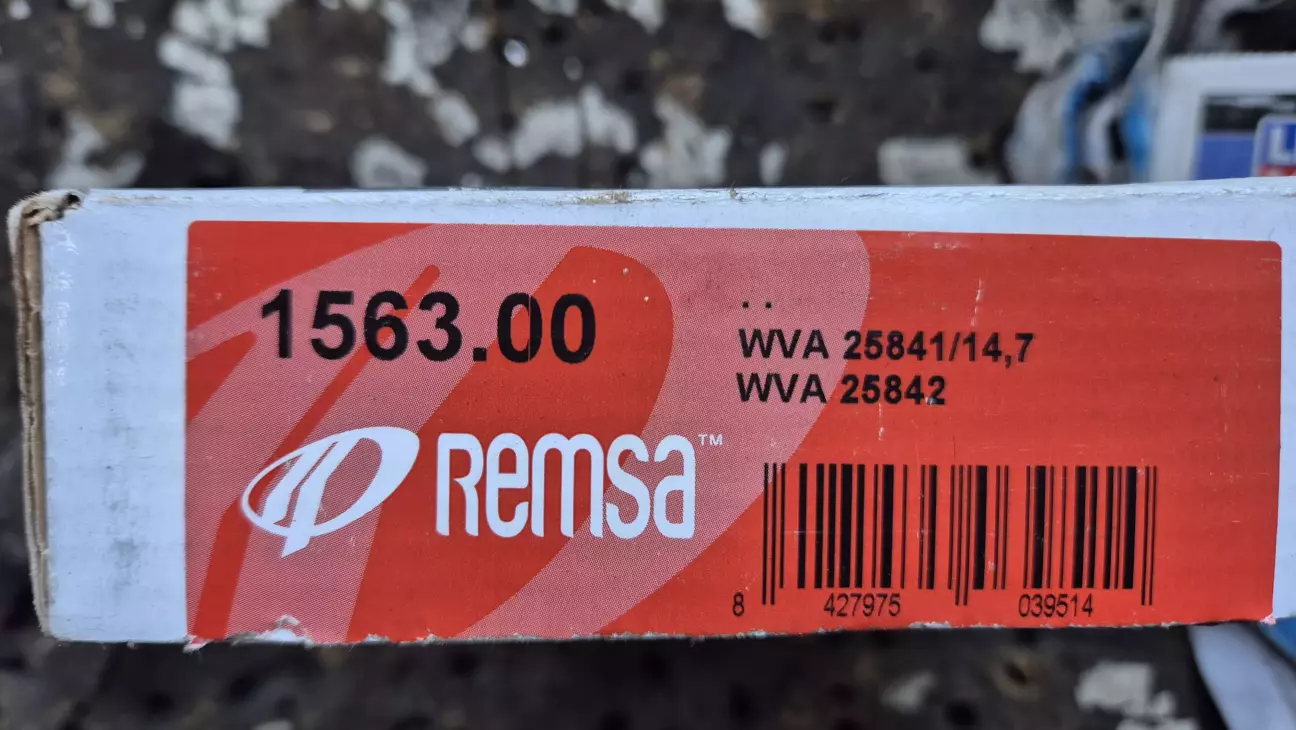 1563.00
. .
WVA 25841/14,7
WVA 25842
Remsa™
8 427975 039514
L